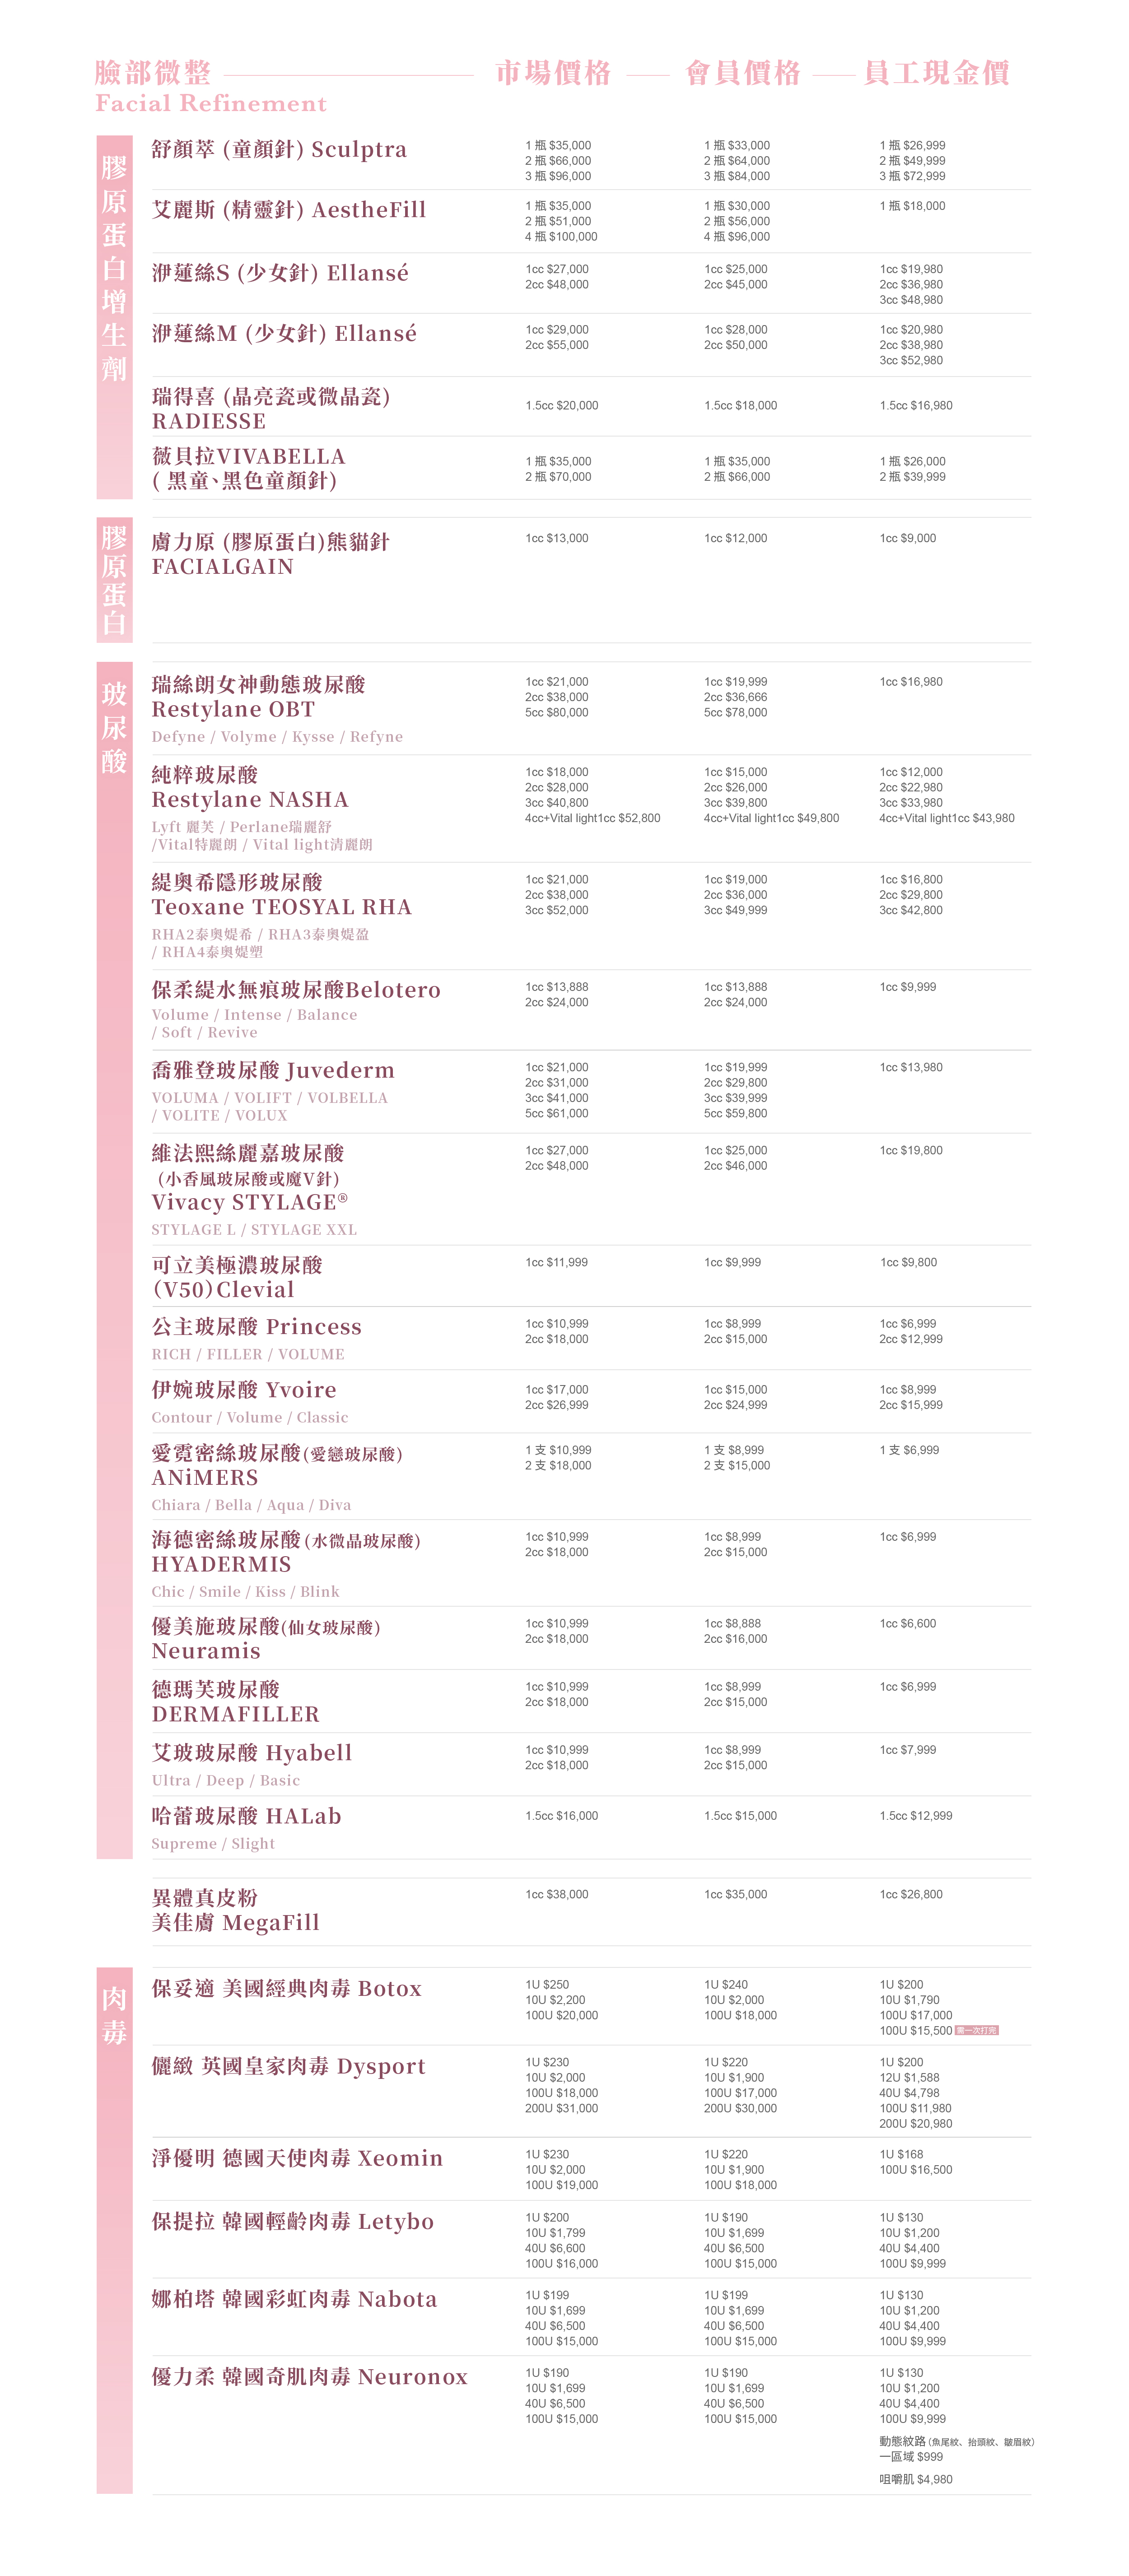 臉部微整 市場價格 會員價格 員工現金價
Facial Refinement
膠原蛋白增生劑
舒顏萃 (童顏針) Sculptra
1 瓶 $35,000 1 瓶 $33,000 1 瓶 $26,999
2 瓶 $66,000 2 瓶 $64,000 2 瓶 $49,999
3 瓶 $96,000 3 瓶 $84,000 3 瓶 $72,999
艾麗斯 (精靈針) AestheFill
1 瓶 $35,000 1 瓶 $30,000 1 瓶 $18,000
2 瓶 $51,000 2 瓶 $56,000
4 瓶 $100,000 4 瓶 $96,000
洢蓮絲S (少女針) Ellansé
1cc $27,000 1cc $25,000 1cc $19,980
2cc $48,000 2cc $45,000 2cc $36,980
3cc $48,980
洢蓮絲M (少女針) Ellansé
1cc $29,000 1cc $28,000 1cc $20,980
2cc $55,000 2cc $50,000 2cc $38,980
3cc $52,980
瑞得喜 (晶亮瓷或微晶瓷)
RADIESSE
1.5cc $20,000 1.5cc $18,000 1.5cc $16,980
薇貝拉VIVABELLA
( 黑童、黑色童顏針)
1 瓶 $35,000 1 瓶 $35,000 1 瓶 $26,000
2 瓶 $70,000 2 瓶 $66,000 2 瓶 $39,999
膠原蛋白
膚力原 (膠原蛋白)熊貓針
FACIALGAIN
1cc $13,000 1cc $12,000 1cc $9,000
玻尿酸
瑞絲朗女神動態玻尿酸
Restylane OBT
Defyne / Volyme / Kysse / Refyne
1cc $21,000 1cc $19,999 1cc $16,980
2cc $38,000 2cc $36,666
5cc $80,000 5cc $78,000
純粹玻尿酸
Restylane NASHA
Lyft 麗芙 / Perlane瑞麗舒
/Vital特麗朗 / Vital light清麗朗
1cc $18,000 1cc $15,000 1cc $12,000
2cc $28,000 2cc $26,000 2cc $22,980
3cc $40,800 3cc $39,800 3cc $33,980
4cc+Vital light1cc $52,800 4cc+Vital light1cc $49,800 4cc+Vital light1cc $43,980
緹奧希隱形玻尿酸
Teoxane TEOSYAL RHA
RHA2泰奧媞希 / RHA3泰奧媞盈
/ RHA4泰奧媞塑
1cc $21,000 1cc $19,000 1cc $16,800
2cc $38,000 2cc $36,000 2cc $29,800
3cc $52,000 3cc $49,999 3cc $42,800
保柔緹水無痕玻尿酸Belotero
Volume / Intense / Balance
/ Soft / Revive
1cc $13,888 1cc $13,888 1cc $9,999
2cc $24,000 2cc $24,000
喬雅登玻尿酸 Juvederm
VOLUMA / VOLIFT / VOLBELLA
/ VOLITE / VOLUX
1cc $21,000 1cc $19,999 1cc $13,980
2cc $31,000 2cc $29,800
3cc $41,000 3cc $39,999
5cc $61,000 5cc $59,800
維法熙絲麗嘉玻尿酸
(小香風玻尿酸或魔V針)
Vivacy STYLAGE®
STYLAGE L / STYLAGE XXL
1cc $27,000 1cc $25,000 1cc $19,800
2cc $48,000 2cc $46,000
可立美極濃玻尿酸
（V50）Clevial
1cc $11,999 1cc $9,999 1cc $9,800
公主玻尿酸 Princess
RICH / FILLER / VOLUME
1cc $10,999 1cc $8,999 1cc $6,999
2cc $18,000 2cc $15,000 2cc $12,999
伊婉玻尿酸 Yvoire
Contour / Volume / Classic
1cc $17,000 1cc $15,000 1cc $8,999
2cc $26,999 2cc $24,999 2cc $15,999
愛霓密絲玻尿酸(愛戀玻尿酸)
ANiMERS
Chiara / Bella / Aqua / Diva
1 支 $10,999 1 支 $8,999 1 支 $6,999
2 支 $18,000 2 支 $15,000
海德密絲玻尿酸(水微晶玻尿酸)
HYADERMIS
Chic / Smile / Kiss / Blink
1cc $10,999 1cc $8,999 1cc $6,999
2cc $18,000 2cc $15,000
優美施玻尿酸(仙女玻尿酸)
Neuramis
1cc $10,999 1cc $8,888 1cc $6,600
2cc $18,000 2cc $16,000
德瑪芙玻尿酸
DERMAFILLER
1cc $10,999 1cc $8,999 1cc $6,999
2cc $18,000 2cc $15,000
艾玻玻尿酸 Hyabell
Ultra / Deep / Basic
1cc $10,999 1cc $8,999 1cc $7,999
2cc $18,000 2cc $15,000
哈蕾玻尿酸 HALab
Supreme / Slight
1.5cc $16,000 1.5cc $15,000 1.5cc $12,999
異體真皮粉
美佳膚 MegaFill
1cc $38,000 1cc $35,000 1cc $26,800
肉毒
保妥適 美國經典肉毒 Botox
1U $250 1U $240 1U $200
10U $2,200 10U $2,000 10U $1,790
100U $20,000 100U $18,000 100U $17,000
100U $15,500 需一次打完
儷緻 英國皇家肉毒 Dysport
1U $230 1U $220 1U $200
10U $2,000 10U $1,900 12U $1,588
100U $18,000 100U $17,000 40U $4,798
200U $31,000 200U $30,000 100U $11,980
200U $20,980
淨優明 德國天使肉毒 Xeomin
1U $230 1U $220 1U $168
10U $2,000 10U $1,900 100U $16,500
100U $19,000 100U $18,000
保提拉 韓國輕齡肉毒 Letybo
1U $200 1U $190 1U $130
10U $1,799 10U $1,699 10U $1,200
40U $6,600 40U $6,500 40U $4,400
100U $16,000 100U $15,000 100U $9,999
娜柏塔 韓國彩虹肉毒 Nabota
1U $199 1U $199 1U $130
10U $1,699 10U $1,699 10U $1,200
40U $6,500 40U $6,500 40U $4,400
100U $15,000 100U $15,000 100U $9,999
優力柔 韓國奇肌肉毒 Neuronox
1U $190 1U $190 1U $130
10U $1,699 10U $1,699 10U $1,200
40U $6,500 40U $6,500 40U $4,400
100U $15,000 100U $15,000 100U $9,999
動態紋路 (魚尾紋、抬頭紋、皺眉紋)
一區域 $999
咀嚼肌 $4,980